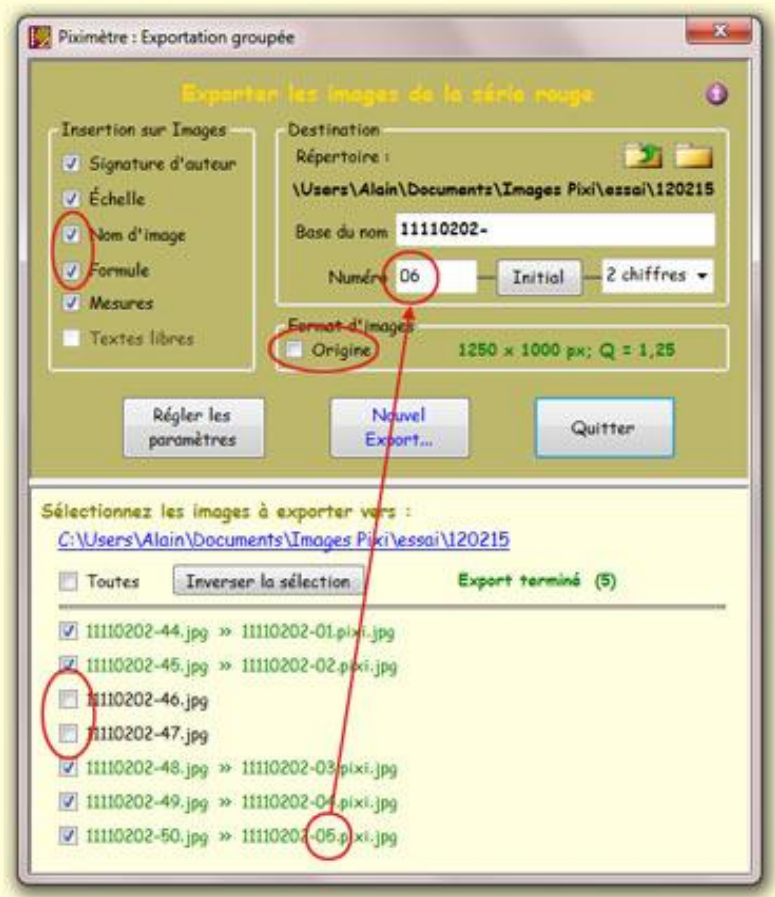 Piximètre : Exportation groupée
Exporter les images de la série rouge
Insertion sur Images
Signature d'auteur
Échelle
Nom d'image
Formule
Mesures
Textes libres
Destination
Répertoire :
\Users\Alain\Documents\Images Pixi\essai\120215
Base du nom 11110202-
Numéro 06 Initial 2 chiffres
Format d'images
Origine 1250 x 1000 px; Q = 1,25
Régler les
paramètres
Nouvel
Export...
Quitter
Sélectionnez les images à exporter vers :
C:\Users\Alain\Documents\Images Pixi\essai\120215
Toutes Inverser la sélection Export terminé (5)
11110202-44.jpg » 11110202-01.pixi.jpg
11110202-45.jpg » 11110202-02.pixi.jpg
11110202-46.jpg
11110202-47.jpg
11110202-48.jpg » 11110202-03.pixi.jpg
11110202-49.jpg » 11110202-04.pixi.jpg
11110202-50.jpg » 11110202-05.pixi.jpg